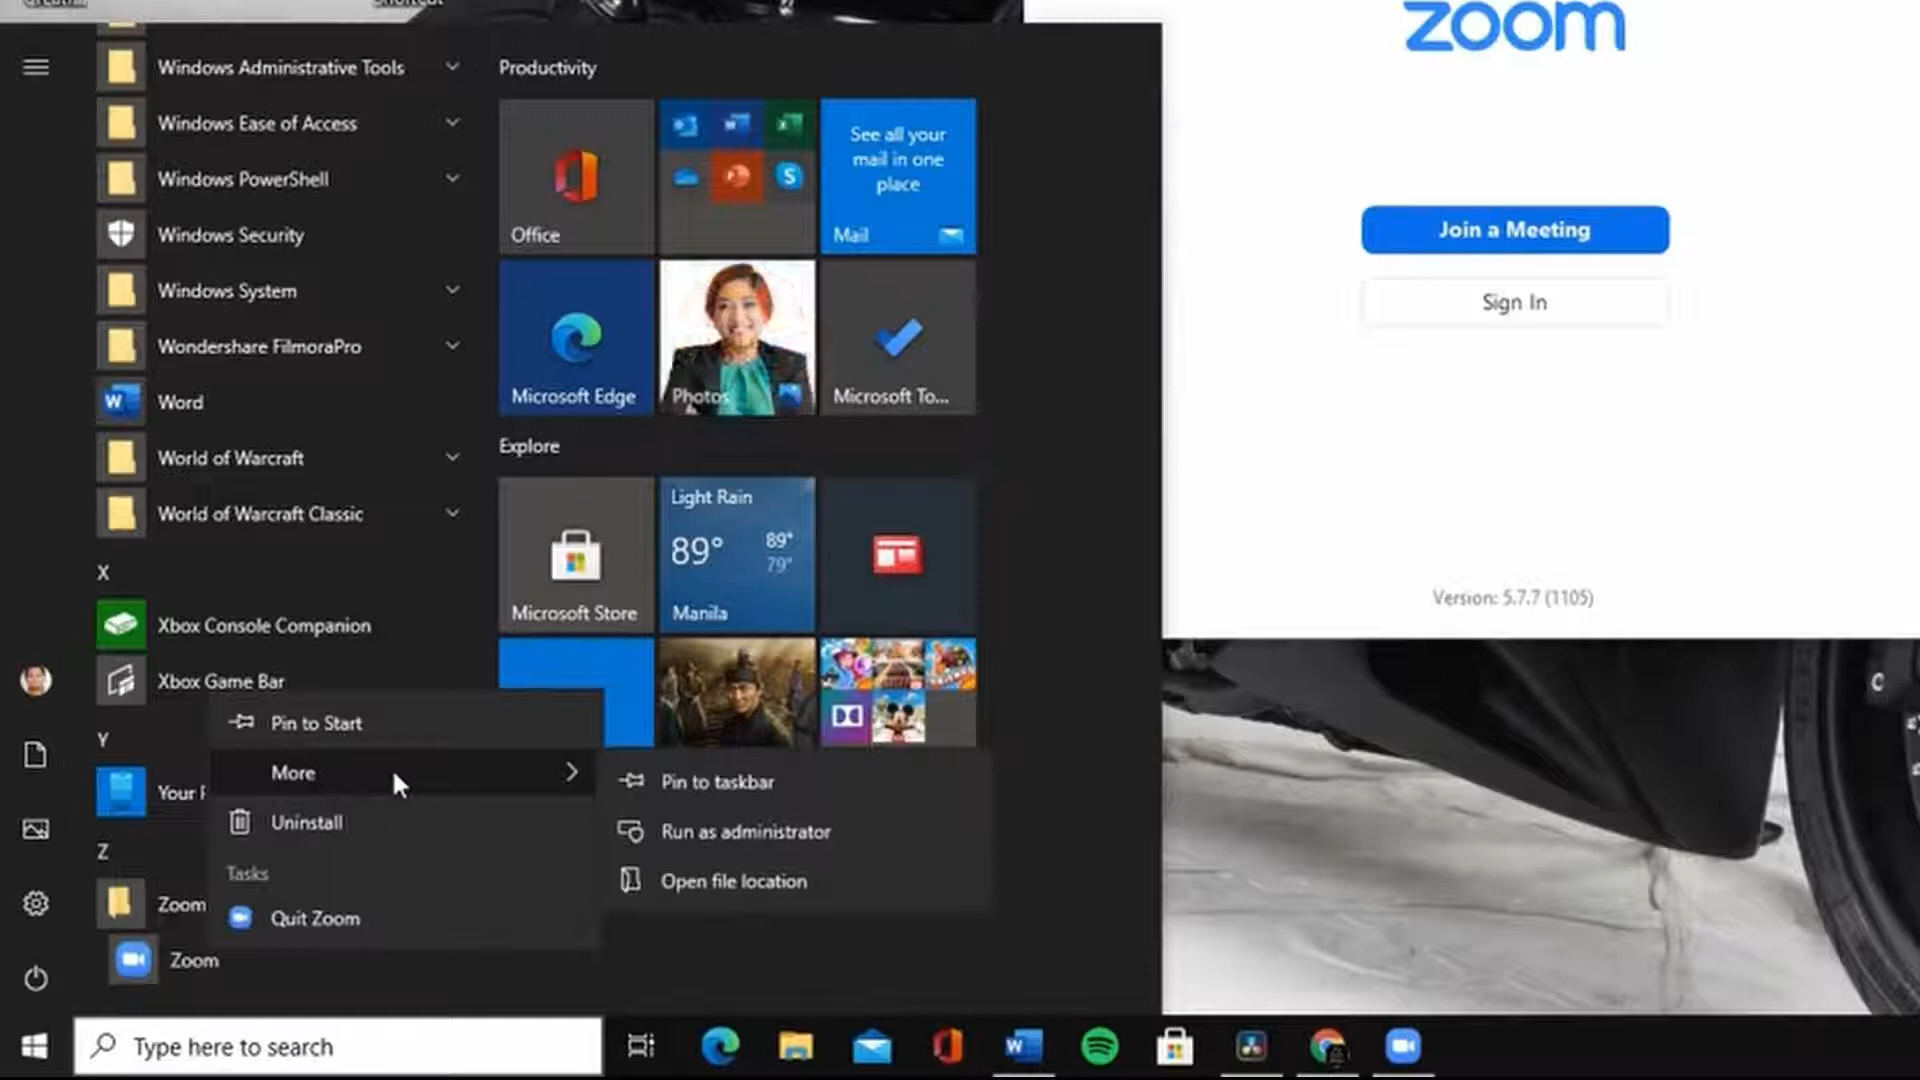 Shortcut
Windows Administrative Tools
Windows Ease of Access
Windows PowerShell
Windows Security
Windows System
Wondershare FilmoraPro
Word
World of Warcraft
World of Warcraft Classic
X
Xbox Console Companion
Xbox Game Bar
Y
Your P
Z
Zoom
Zoom
Pin to Start
More
Uninstall
Tasks
Quit Zoom
Pin to taskbar
Run as administrator
Open file location
Productivity
Office
See all your
mail in one
place
Mail
Microsoft Edge
Photos
Microsoft To...
Explore
Microsoft Store
Light Rain
89°
89°
79°
Manila
Type here to search
zoom
Join a Meeting
Sign In
Version: 5.7.7 (1105)